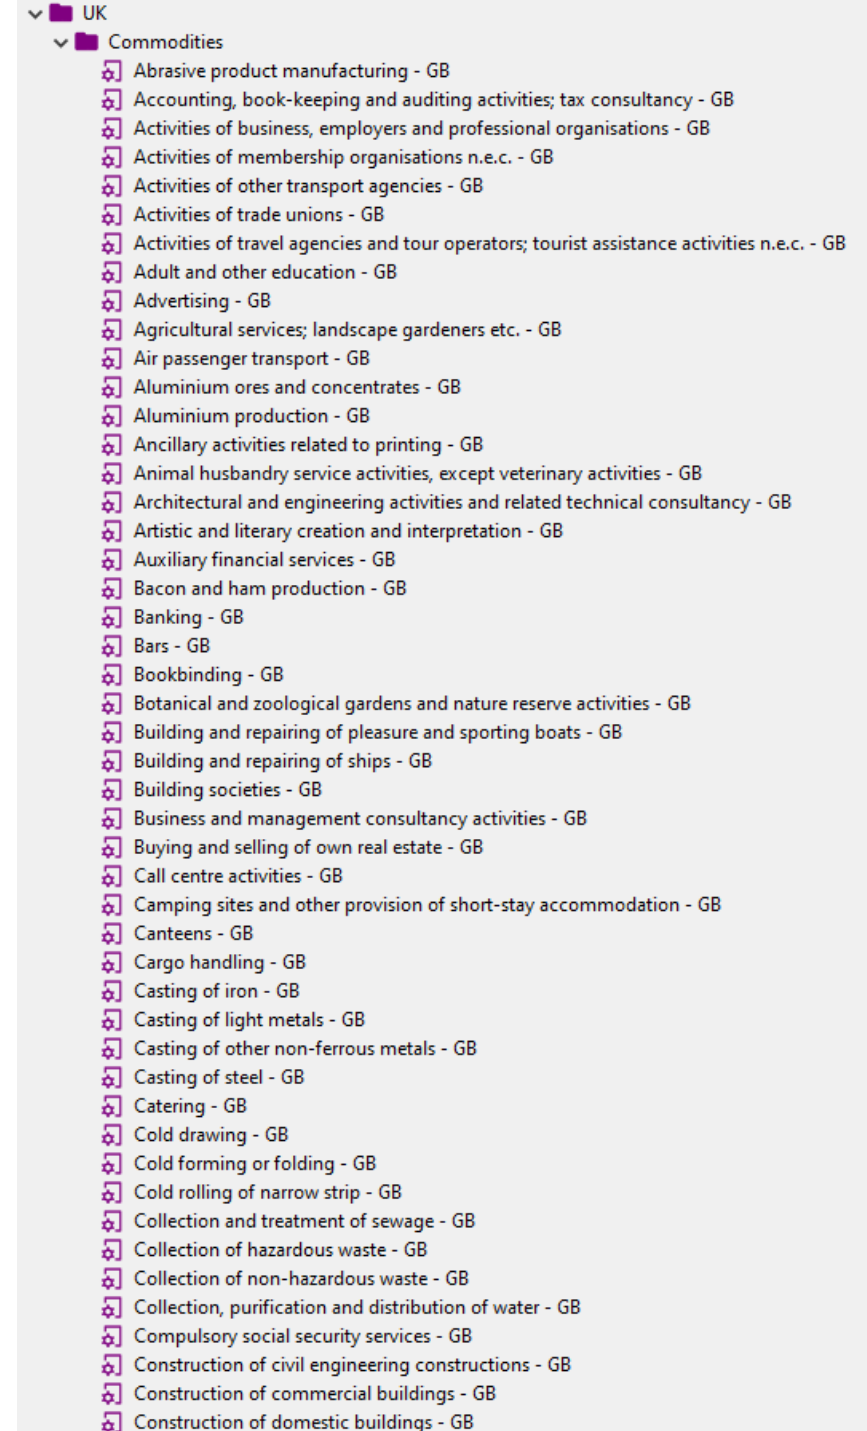 UK
Commodities
Abrasive product manufacturing - GB
Accounting, book-keeping and auditing activities; tax consultancy - GB
Activities of business, employers and professional organisations - GB
Activities of membership organisations n.e.c. - GB
Activities of other transport agencies - GB
Activities of trade unions - GB
Activities of travel agencies and tour operators; tourist assistance activities n.e.c. - GB
Adult and other education - GB
Advertising - GB
Agricultural services; landscape gardeners etc. - GB
Air passenger transport - GB
Aluminium ores and concentrates - GB
Aluminium production - GB
Ancillary activities related to printing - GB
Animal husbandry service activities, except veterinary activities - GB
Architectural and engineering activities and related technical consultancy - GB
Artistic and literary creation and interpretation - GB
Auxiliary financial services - GB
Bacon and ham production - GB
Banking - GB
Bars - GB
Bookbinding - GB
Botanical and zoological gardens and nature reserve activities - GB
Building and repairing of pleasure and sporting boats - GB
Building and repairing of ships - GB
Building societies - GB
Business and management consultancy activities - GB
Buying and selling of own real estate - GB
Call centre activities - GB
Camping sites and other provision of short-stay accommodation - GB
Canteens - GB
Cargo handling - GB
Casting of iron - GB
Casting of light metals - GB
Casting of other non-ferrous metals - GB
Casting of steel - GB
Catering - GB
Cold drawing - GB
Cold forming or folding - GB
Cold rolling of narrow strip - GB
Collection and treatment of sewage - GB
Collection of hazardous waste - GB
Collection of non-hazardous waste - GB
Collection, purification and distribution of water - GB
Compulsory social security services - GB
Construction of civil engineering constructions - GB
Construction of commercial buildings - GB
Construction of domestic buildings - GB